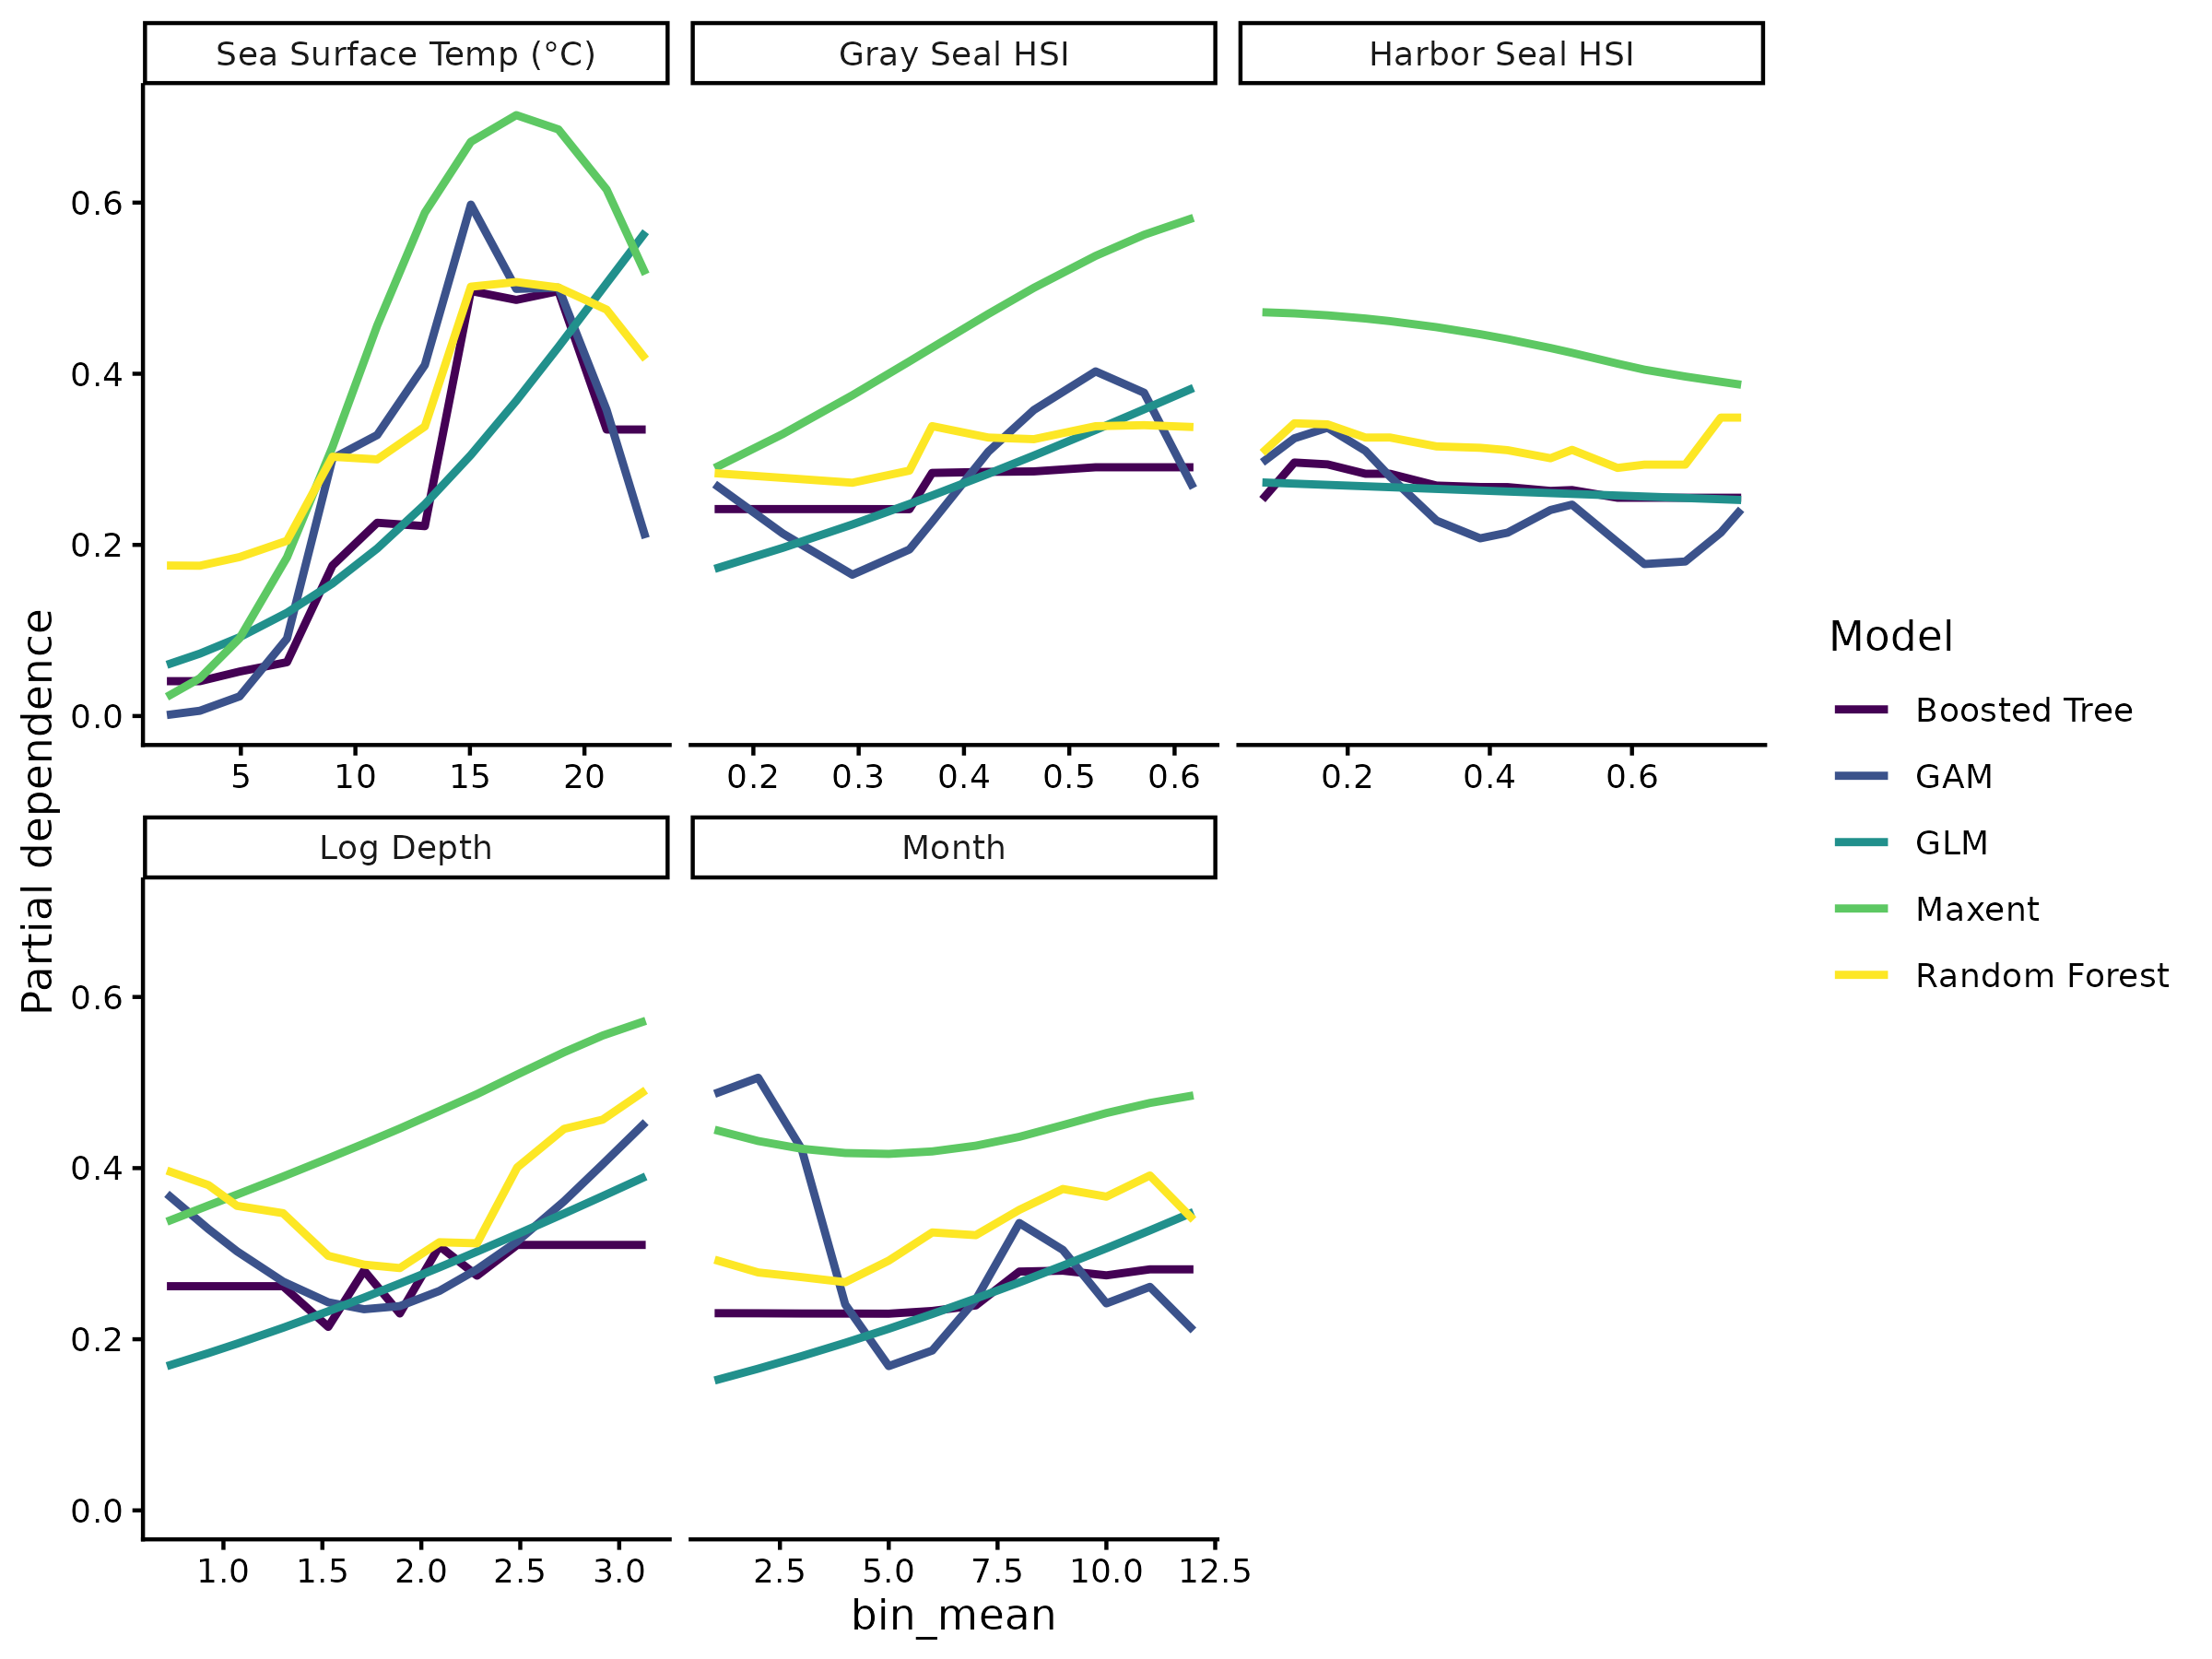 Sea Surface Temp (°C)
Gray Seal HSI
Harbor Seal HSI
0.6
0.4
0.2
0.0
5 10 15 20
0.2 0.3 0.4 0.5 0.6
0.2 0.4 0.6
Log Depth
Month
0.6
0.4
0.2
0.0
1.0 1.5 2.0 2.5 3.0
2.5 5.0 7.5 10.0 12.5
Partial dependence
bin_mean
Model
Boosted Tree
GAM
GLM
Maxent
Random Forest